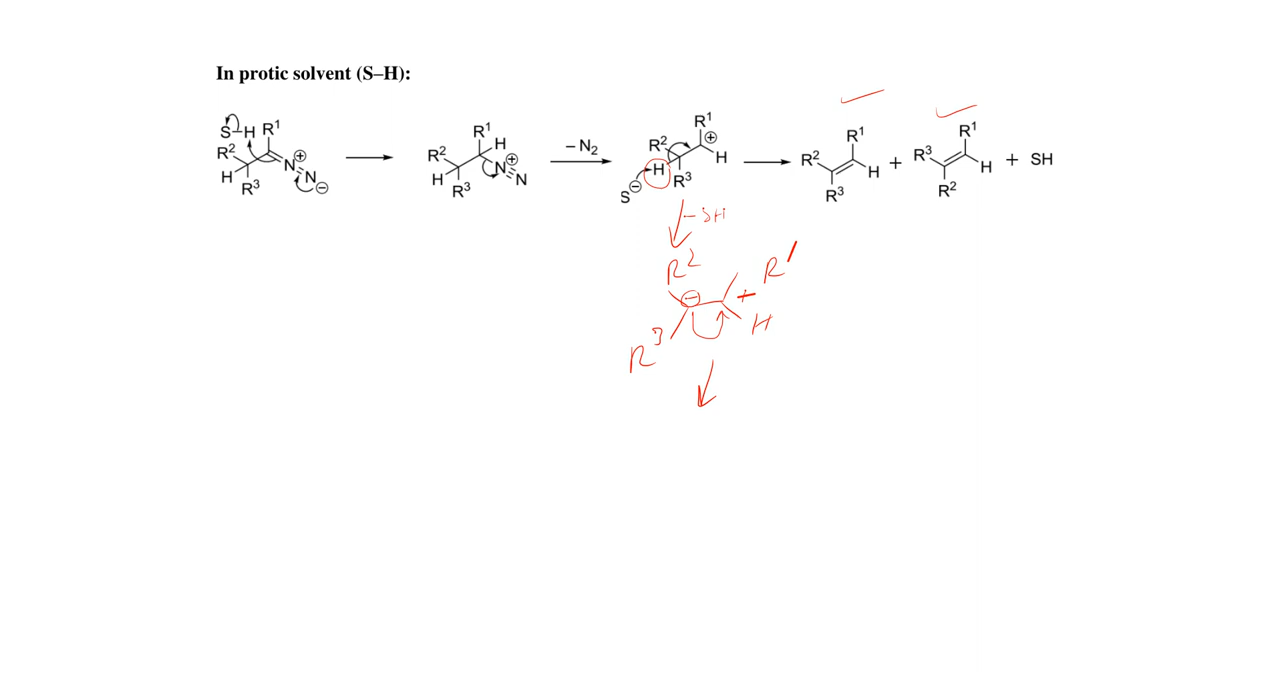 In protic solvent (S–H):
S–H R¹ R² H R³ N⊕ N⊖
R¹ H R² H R³ N⊕ N
– N₂
R¹ ⊕ H R² H R³ S⊖
R¹ R² H R³ + R¹ R³ H R² + SH
– SH
R² ⊖ + R¹
R³ H